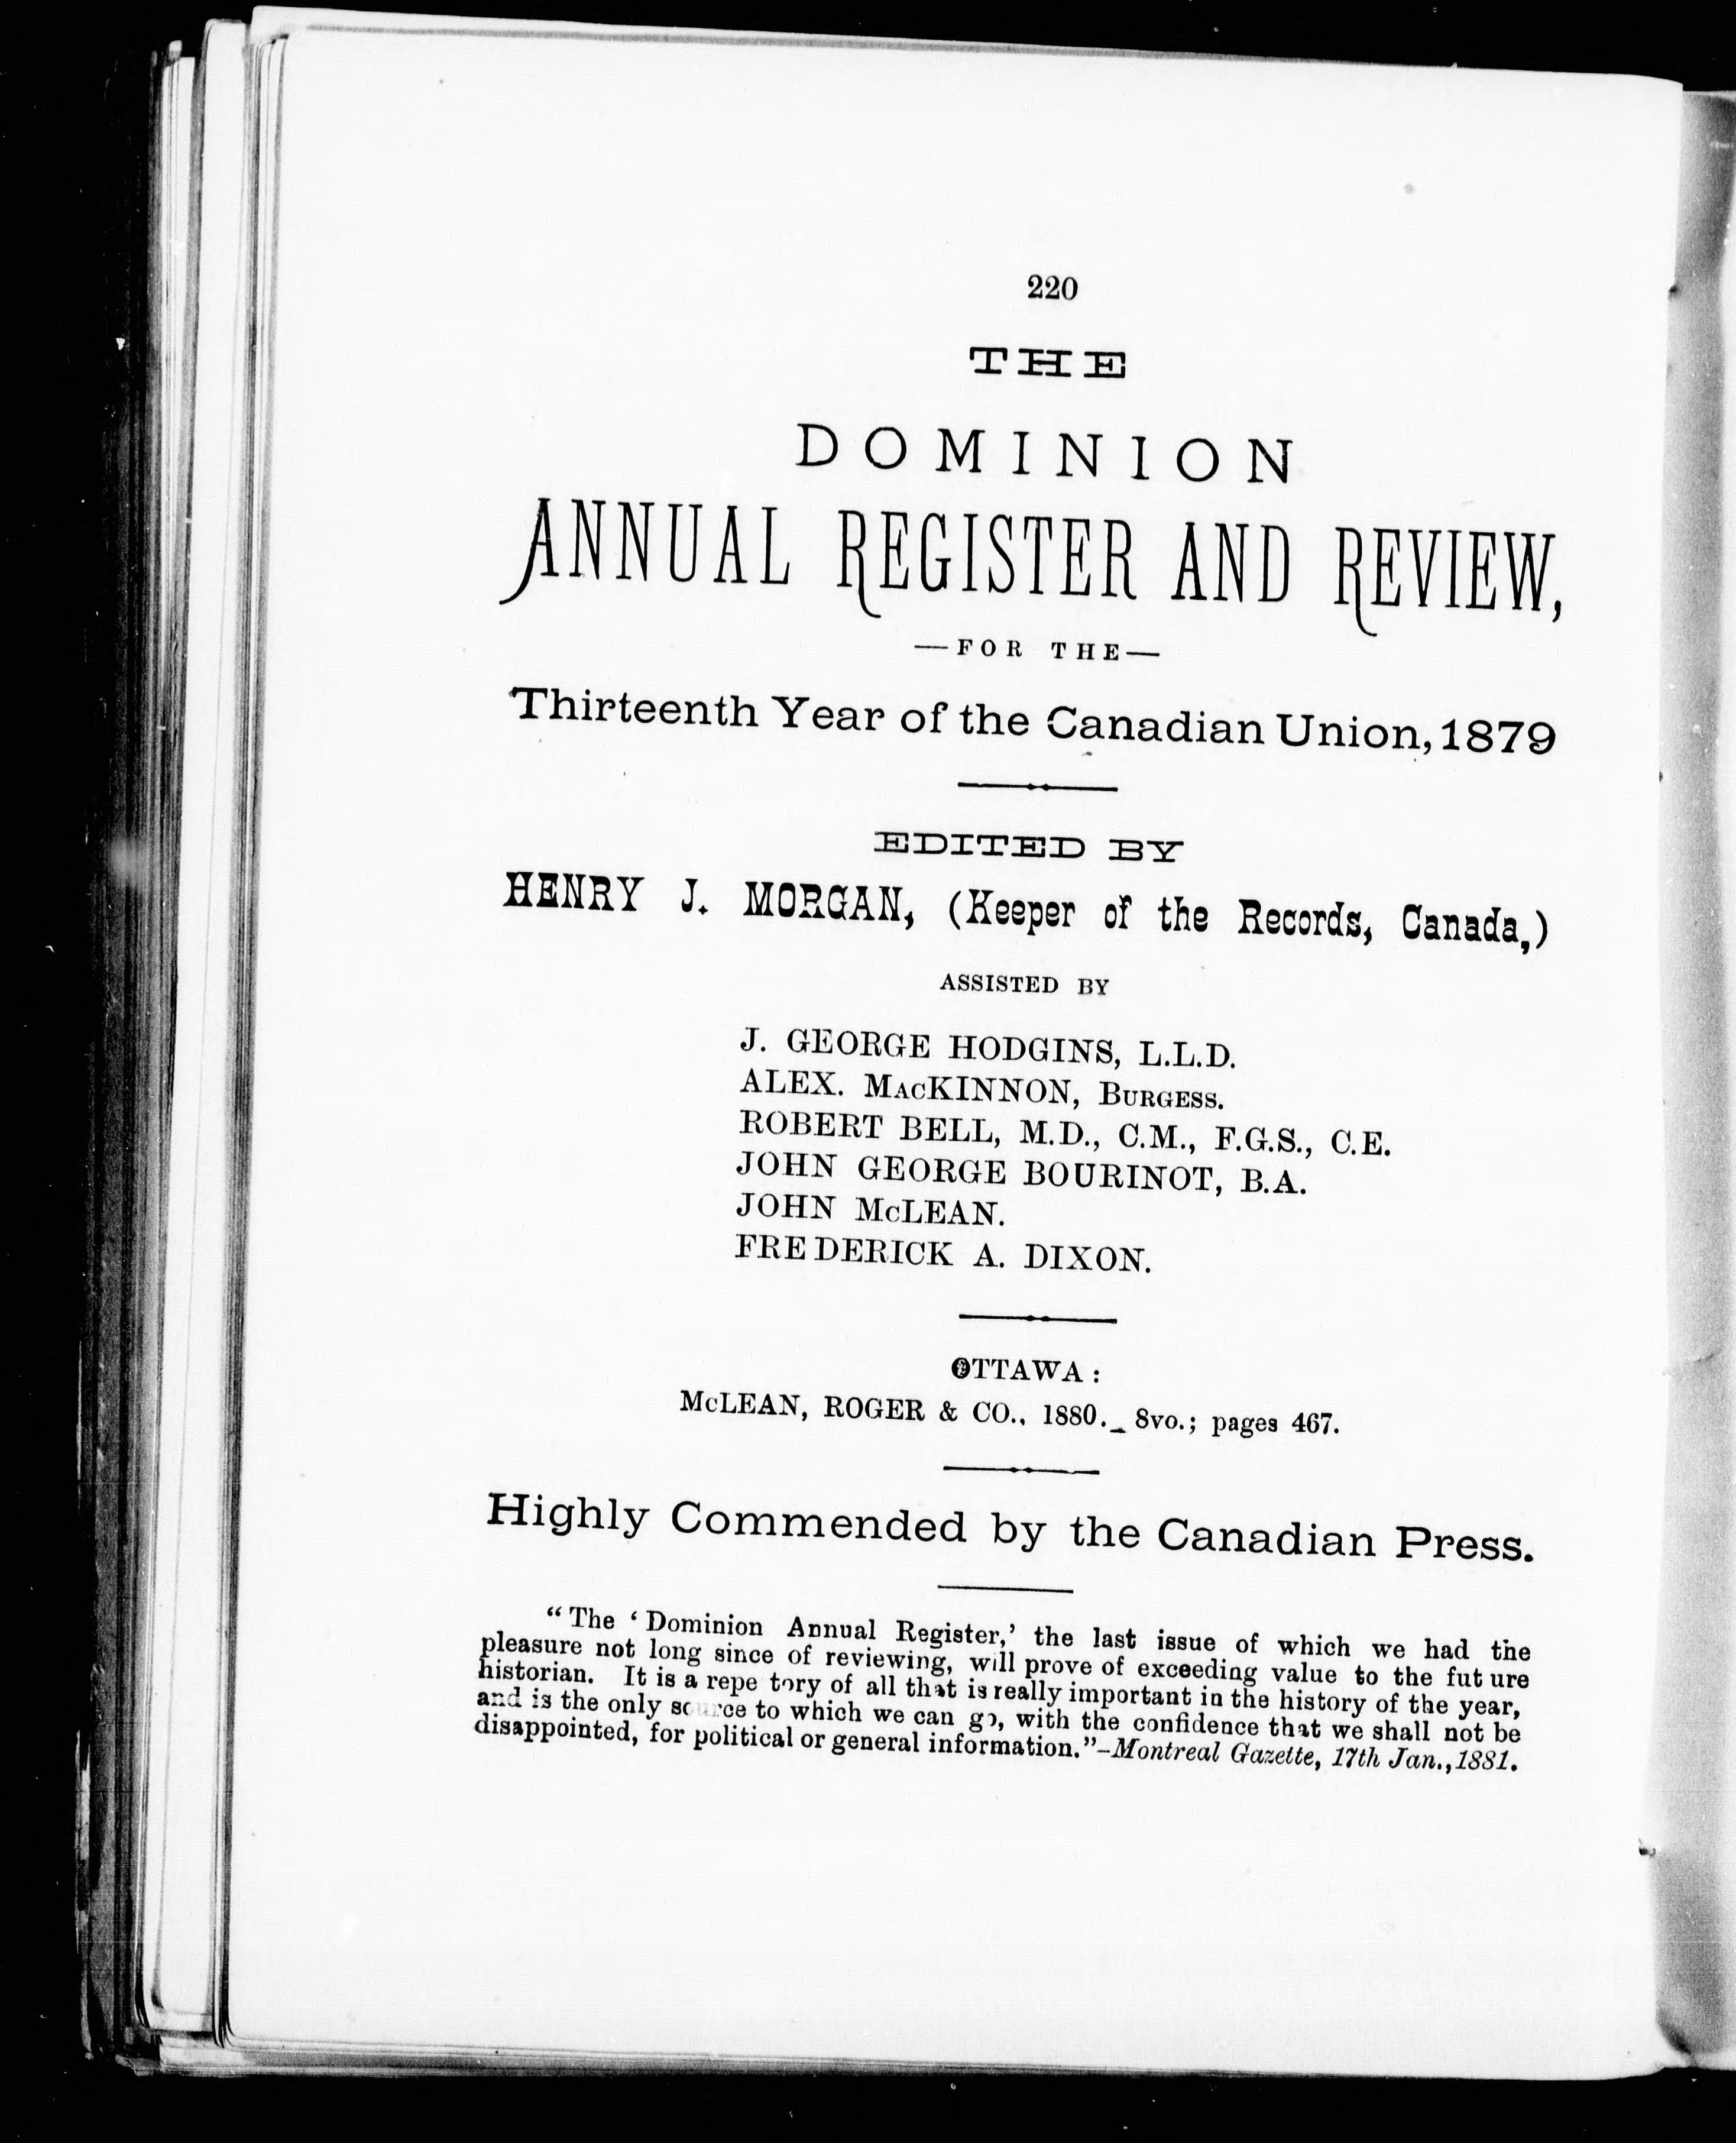 220
THE
DOMINION
ANNUAL REGISTER AND REVIEW,
—FOR THE—
Thirteenth Year of the Canadian Union, 1879
EDITED BY
HENRY J. MORGAN, (Keeper of the Records, Canada,)
ASSISTED BY
J. GEORGE HODGINS, L.L.D.
ALEX. MacKINNON, Burgess.
ROBERT BELL, M.D., C.M., F.G.S., C.E.
JOHN GEORGE BOURINOT, B.A.
JOHN McLEAN.
FREDERICK A. DIXON.
OTTAWA:
McLEAN, ROGER & CO., 1880. 8vo.; pages 467.
Highly Commended by the Canadian Press.
"The 'Dominion Annual Register,' the last issue of which we had the
pleasure not long since of reviewing, will prove of exceeding value to the future
historian. It is a repe tory of all that is really important in the history of the year,
and is the only source to which we can go, with the confidence that we shall not be
disappointed, for political or general information."-Montreal Gazette, 17th Jan., 1881.